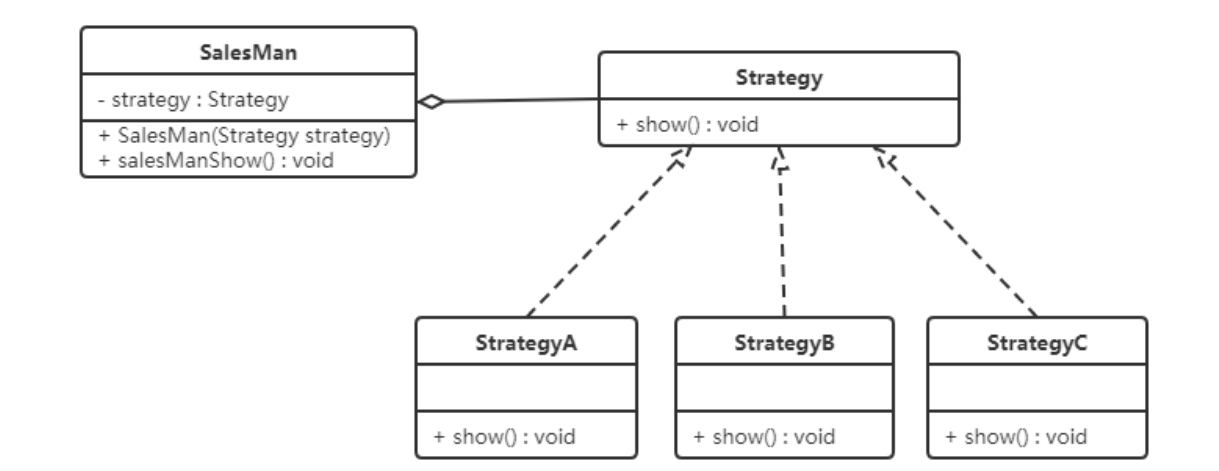 SalesMan
- strategy : Strategy
+ SalesMan(Strategy strategy)
+ salesManShow() : void
Strategy
+ show() : void
StrategyA
+ show() : void
StrategyB
+ show() : void
StrategyC
+ show() : void